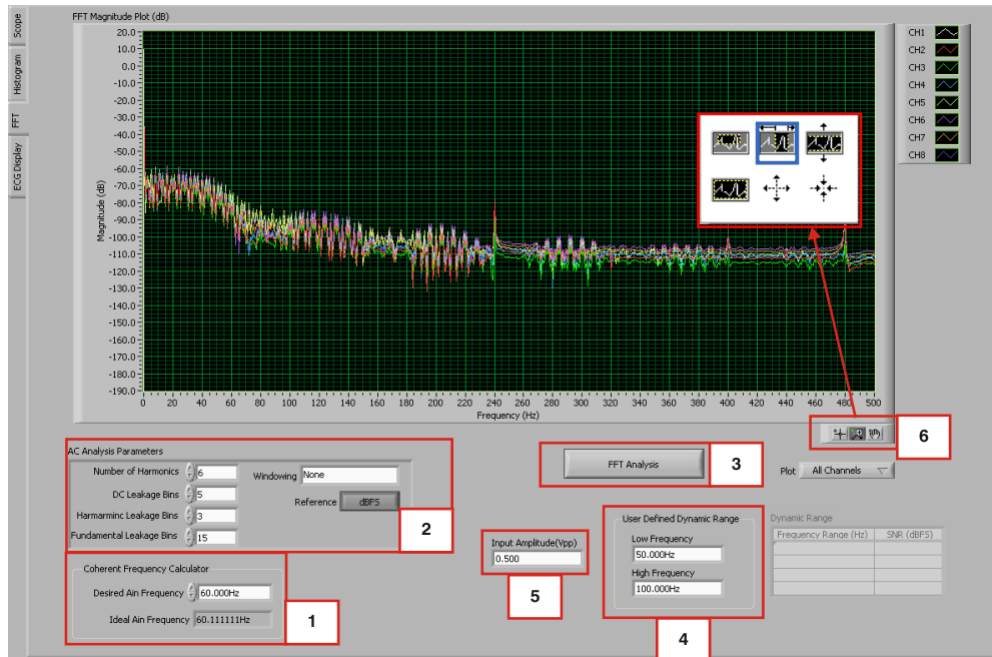 Scope
Histogram
FFT
ECG Display
FFT Magnitude Plot (dB)
Magnitude (dB)
20.0
10.0
0.0
-10.0
-20.0
-30.0
-40.0
-50.0
-60.0
-70.0
-80.0
-90.0
-100.0
-110.0
-120.0
-130.0
-140.0
-150.0
-160.0
-170.0
-180.0
-190.0
0 20 40 60 80 100 120 140 160 180 200 220 240 260 280 300 320 340 360 380 400 420 440 460 480 500
Frequency (Hz)
CH1
CH2
CH3
CH4
CH5
CH6
CH7
CH8
6
Plot All Channels
AC Analysis Parameters
Number of Harmonics 6
DC Leakage Bins 5
Harmarminc Leakage Bins 3
Fundamental Leakage Bins 15
Windowing None
Reference dBFS
2
FFT Analysis
3
Coherent Frequency Calculator
Desired Ain Frequency 60.000Hz
Ideal Ain Frequency 60.111111Hz
1
Input Amplitude(Vpp)
0.500
5
User Defined Dynamic Range
Low Frequency
50.000Hz
High Frequency
100.000Hz
4
Dynamic Range
Frequency Range (Hz) SNR (dBFS)